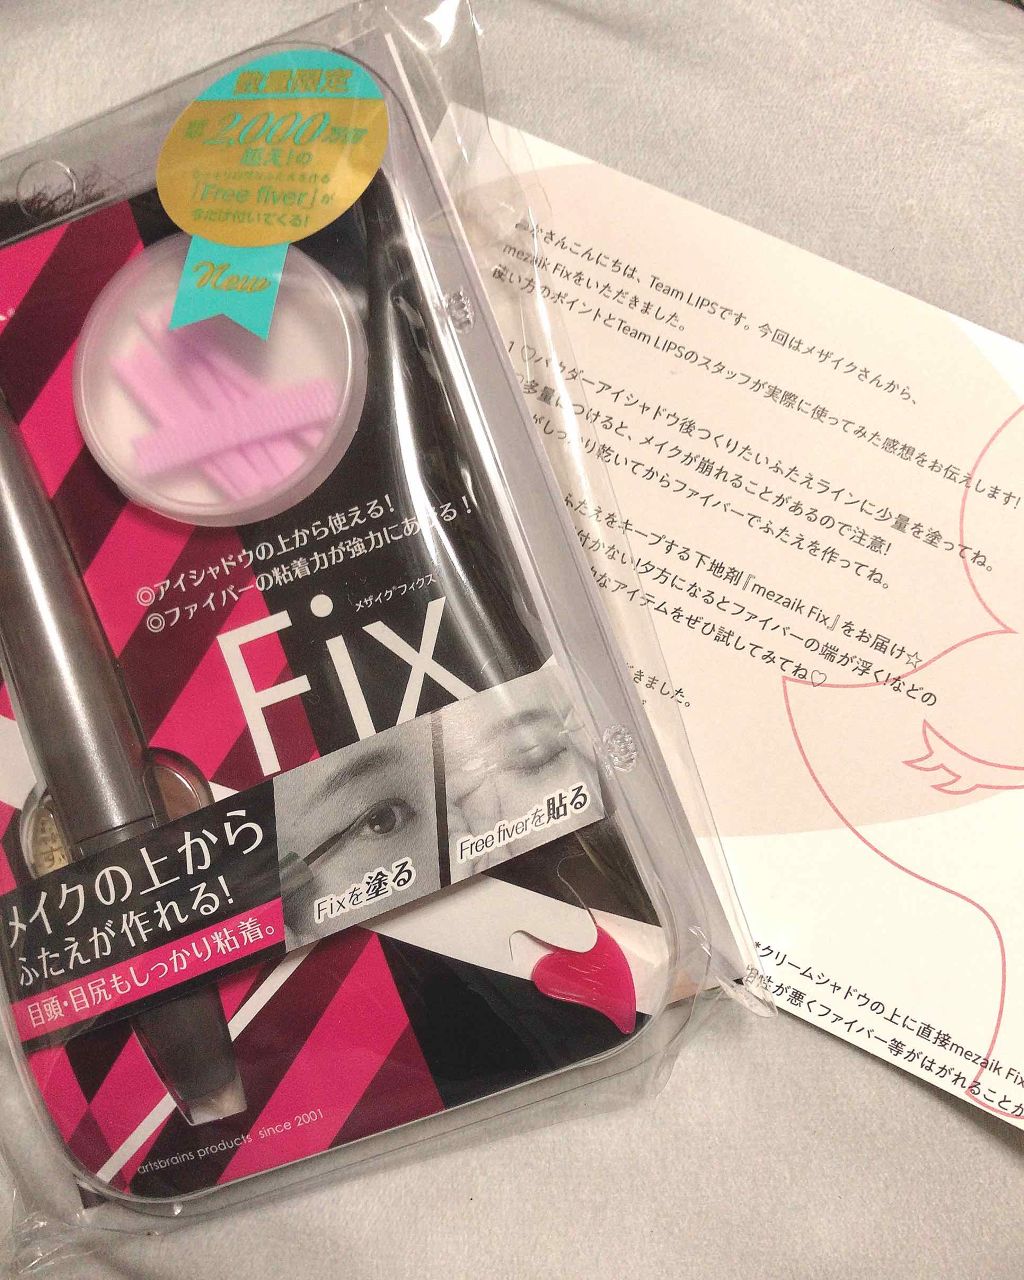 数量限定
2,000万個
超え!の
「Free fiver」が
今だけ付いてくる!
New
◎アイシャドウの上から使える!
◎ファイバーの粘着力が強力に
メザイクフィクス
Fix
メイクの上から
ふたえが作れる!
目頭・目尻もしっかり粘着。
Fixを塗る
Free fiverを貼る
artsbrains products since 2001
さんこんにちは、Team LIPSです。今回はメザイクさんから、
mezaik Fixをいただきました。
使い方のポイントとTeam LIPSのスタッフが実際に使ってみた感想をお伝えします!
1♡パウダーアイシャドウ後つくりたいふたえラインに少量を塗ってね。
多量につけると、メイクが崩れることがあるので注意!
がしっかり乾いてからファイバーでふたえを作ってね。
ふたえをキープする下地剤『mezaik Fix』をお届け☆
付かない!夕方になるとファイバーの端が浮く!などの
なアイテムをぜひ試してみてね♡
だきました。
*クリームシャドウの上に直接mezaik Fix
性が悪くファイバー等がはがれることが